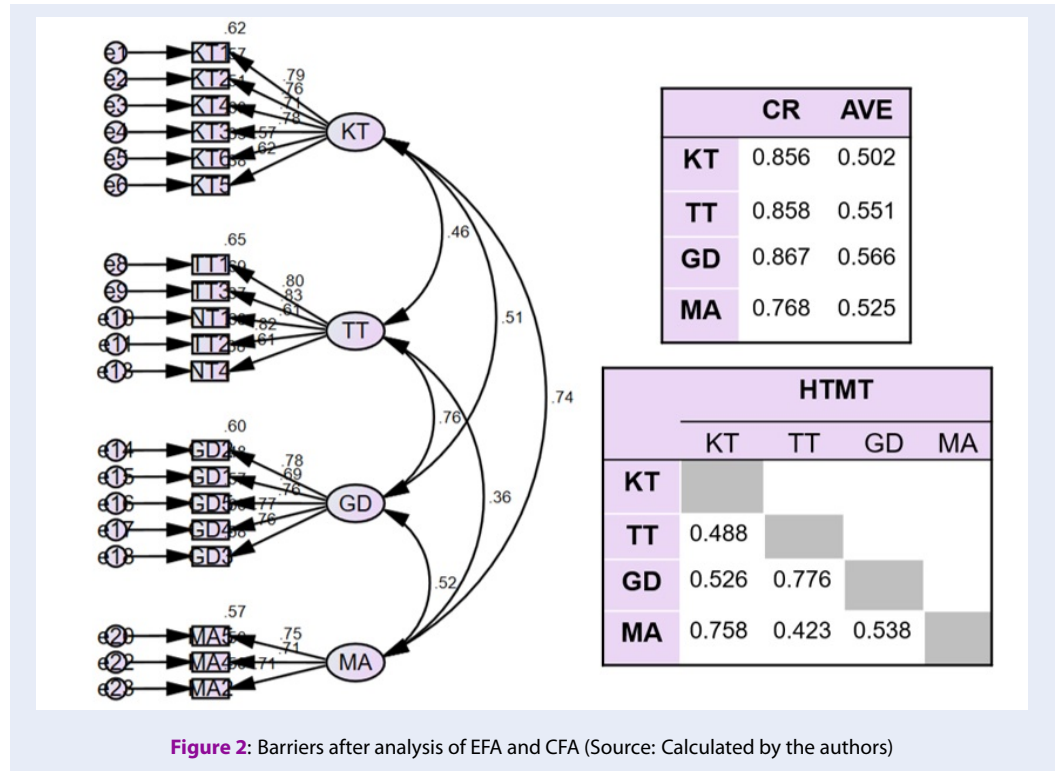 .62
e1 KT1 .57
e2 KT2 .51
e3 KT4
e4 KT3
e5 KT6
e6 KT5
.79
.76
.71
.78
.57
.62
KT
.46
.65
e8 TT1
e9 TT3
e10 NT1
e11 TT2
e13 NT4
.80
.83
.61
.82
.61
TT
.51
.74
.76
.60
e14 GD2
e15 GD1
e16 GD5
e17 GD4
e18 GD3
.78
.69
.76
.77
.76
GD
.36
.52
.57
e20 MA5
e22 MA4
e23 MA2
.75
.71
.71
MA
CR AVE
KT 0.856 0.502
TT 0.858 0.551
GD 0.867 0.566
MA 0.768 0.525
HTMT
KT TT GD MA
KT
TT 0.488
GD 0.526 0.776
MA 0.758 0.423 0.538
Figure 2: Barriers after analysis of EFA and CFA (Source: Calculated by the authors)